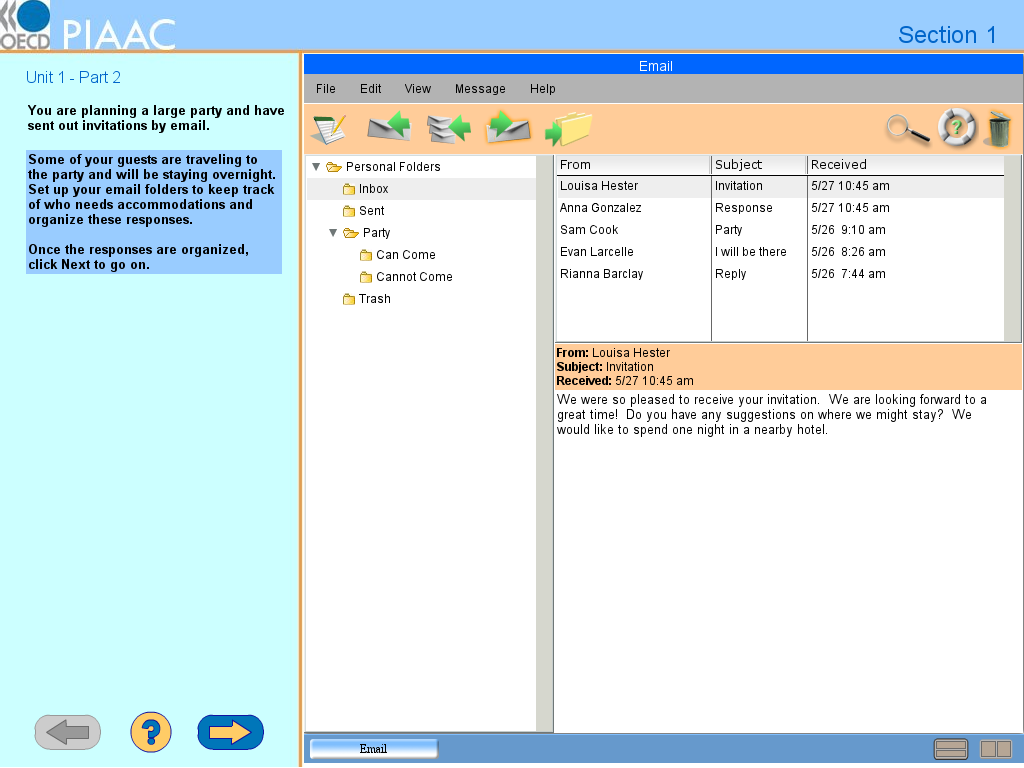 OECD PIAAC
Section 1
Unit 1 - Part 2
You are planning a large party and have
sent out invitations by email.
Some of your guests are traveling to
the party and will be staying overnight.
Set up your email folders to keep track
of who needs accommodations and
organize these responses.
Once the responses are organized,
click Next to go on.
?
Email
File Edit View Message Help
?
Personal Folders
Inbox
Sent
Party
Can Come
Cannot Come
Trash
From Subject Received
Louisa Hester Invitation 5/27 10:45 am
Anna Gonzalez Response 5/27 10:45 am
Sam Cook Party 5/26 9:10 am
Evan Larcelle I will be there 5/26 8:26 am
Rianna Barclay Reply 5/26 7:44 am
From: Louisa Hester
Subject: Invitation
Received: 5/27 10:45 am
We were so pleased to receive your invitation. We are looking forward to a
great time! Do you have any suggestions on where we might stay? We
would like to spend one night in a nearby hotel.
Email